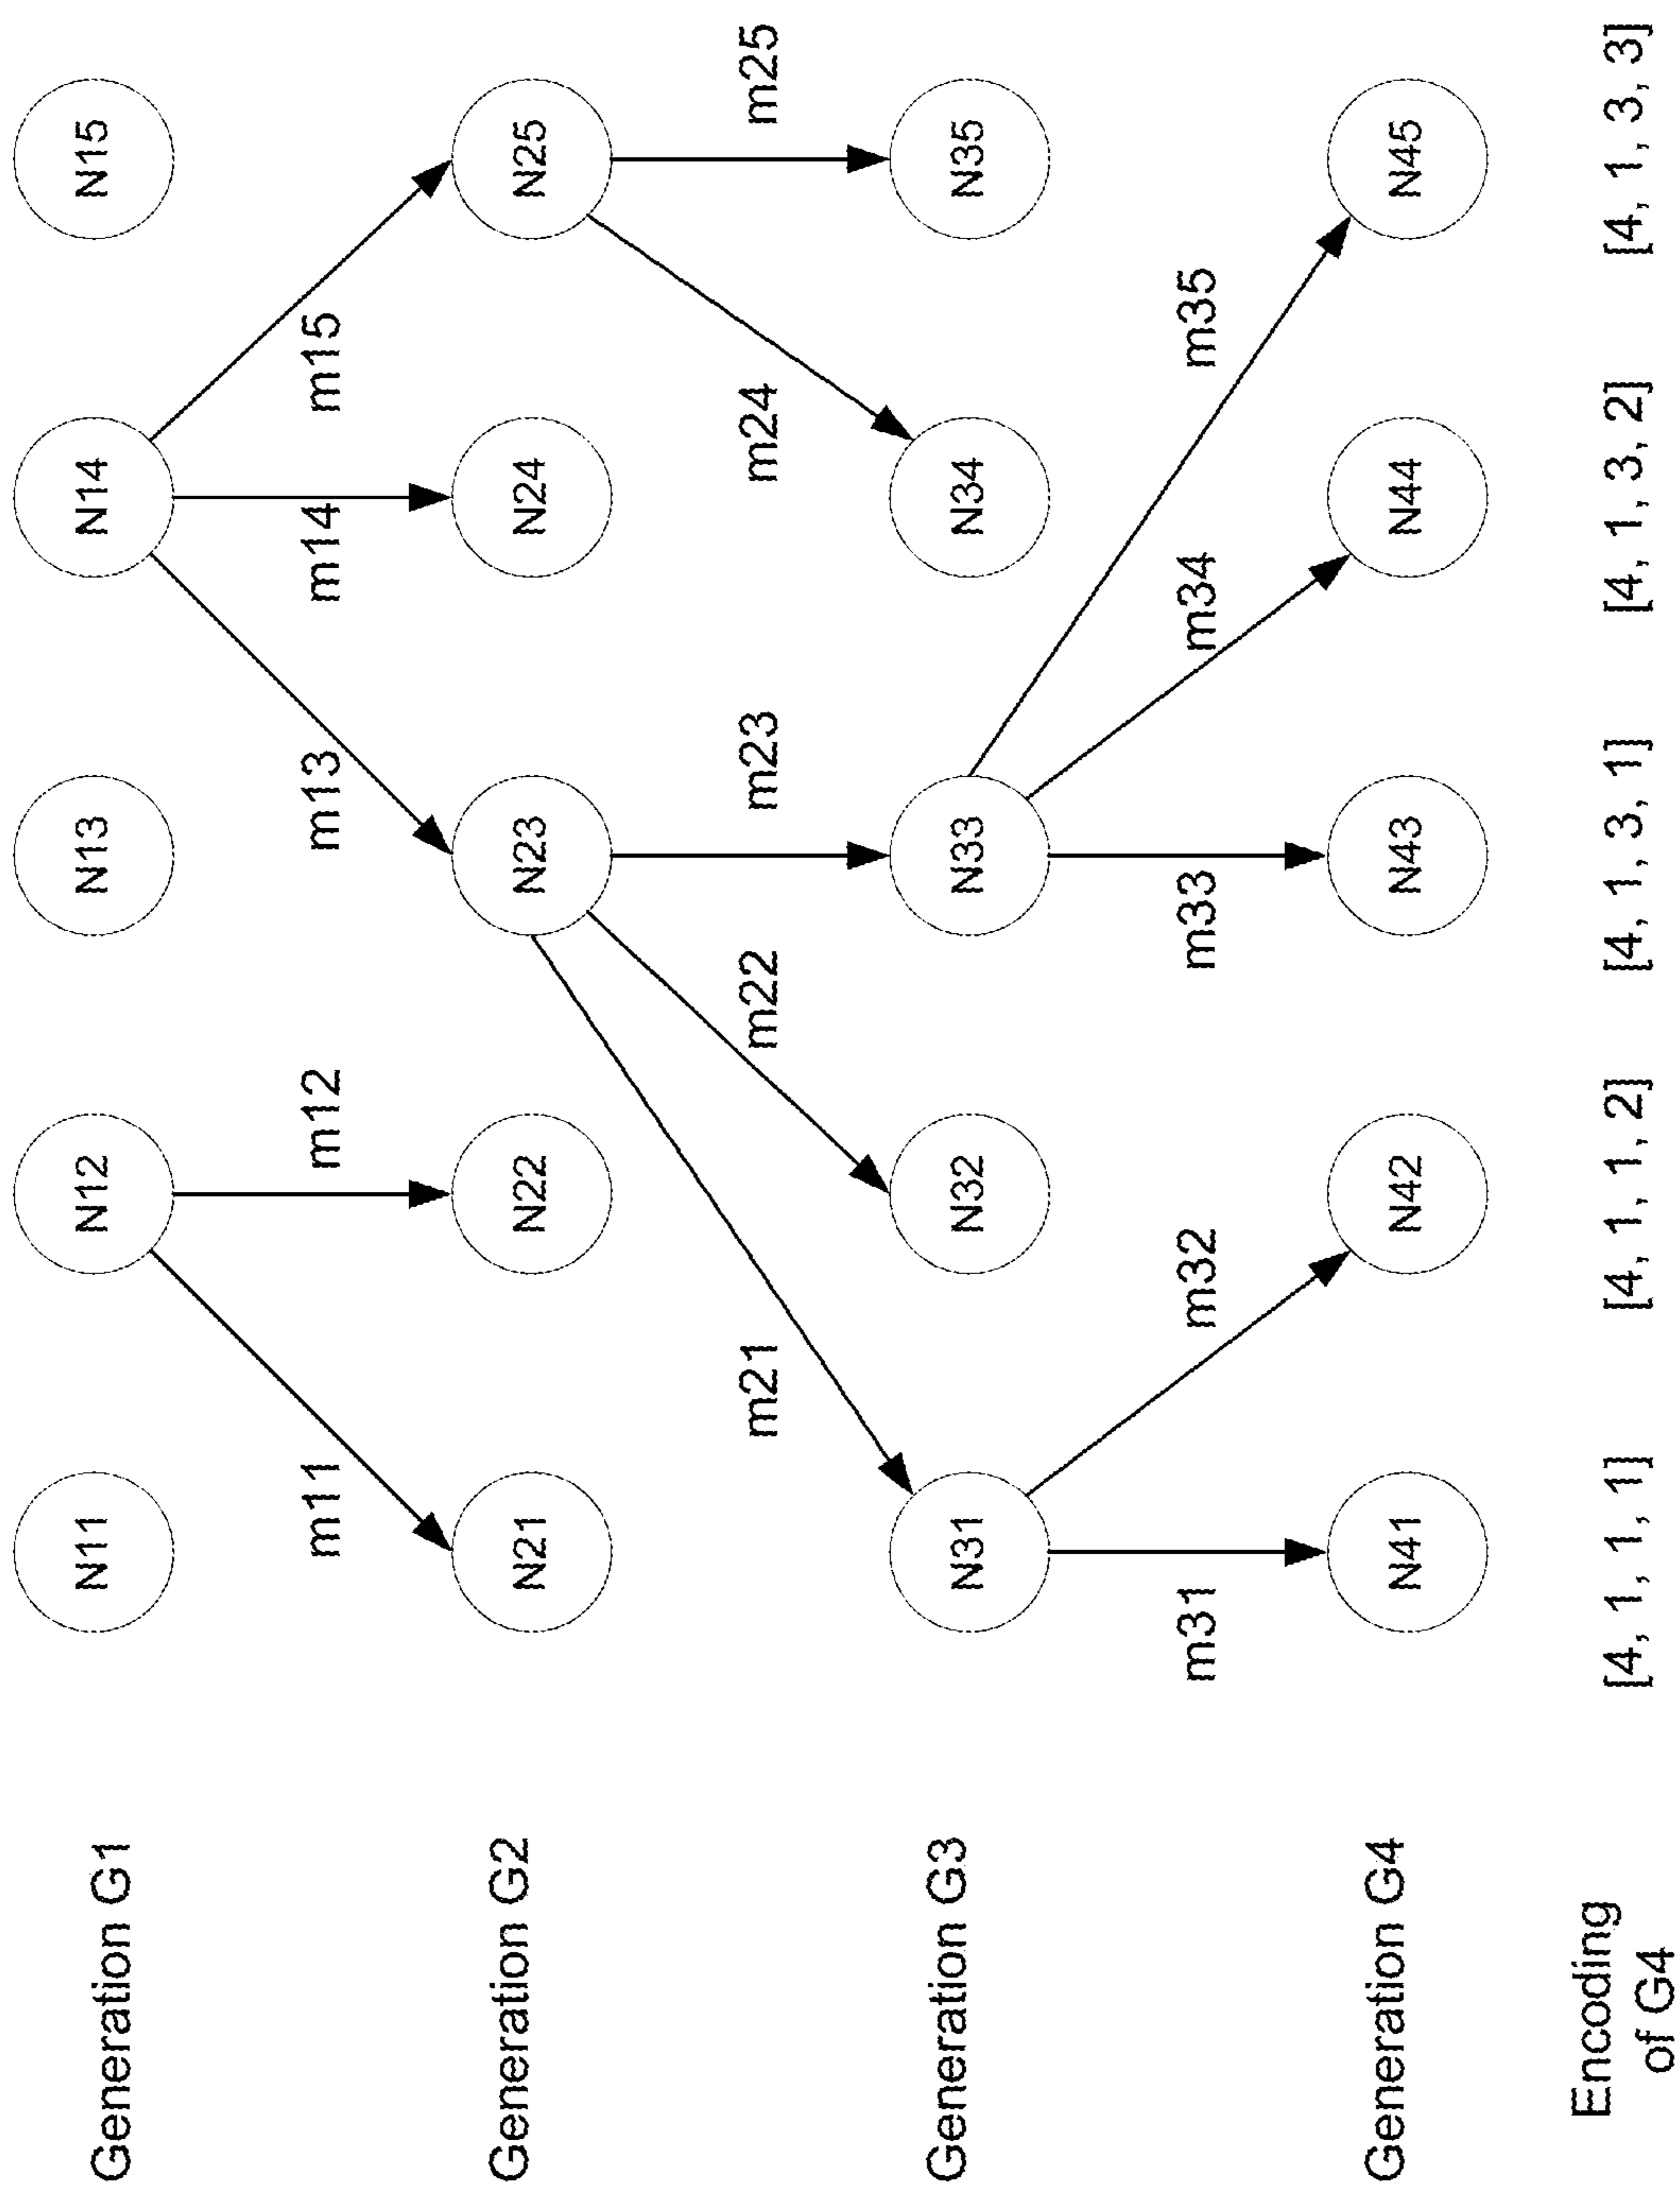 Generation G1 N11 N12 N13 N14 N15
m11 m12 m13 m14 m15
Generation G2 N21 N22 N23 N24 N25
m21 m22 m23 m24 m25
Generation G3 N31 N32 N33 N34 N35
m31 m32 m33 m34 m35
Generation G4 N41 N42 N43 N44 N45
Encoding
of G4
[4, 1, 1, 1] [4, 1, 1, 2] [4, 1, 3, 1] [4, 1, 3, 2] [4, 1, 3, 3]